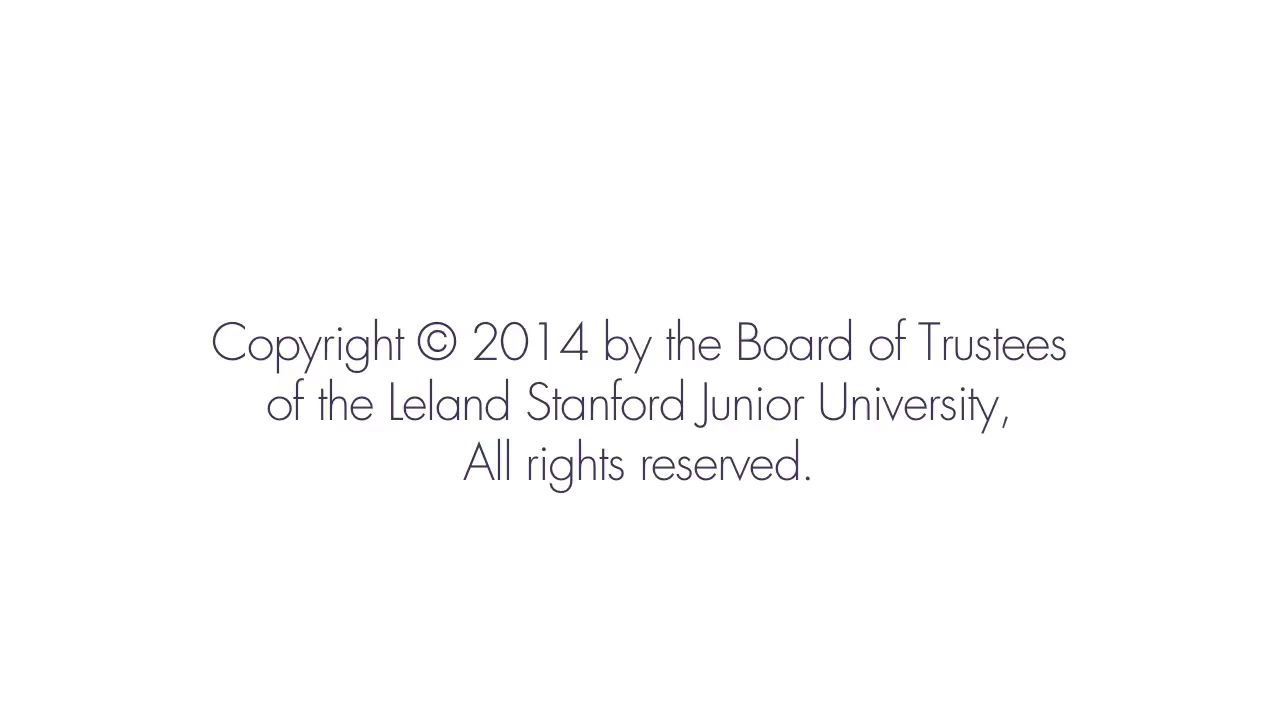 Copyright © 2014 by the Board of Trustees
of the Leland Stanford Junior University,
All rights reserved.